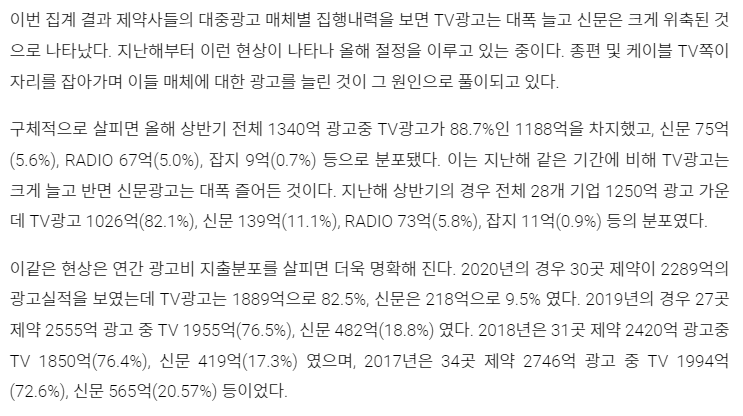 이번 집계 결과 제약사들의 대중광고 매체별 집행내력을 보면 TV광고는 대폭 늘고 신문은 크게 위축된 것
으로 나타났다. 지난해부터 이런 현상이 나타나 올해 절정을 이루고 있는 중이다. 종편 및 케이블 TV쪽이
자리를 잡아가며 이들 매체에 대한 광고를 늘린 것이 그 원인으로 풀이되고 있다.
구체적으로 살피면 올해 상반기 전체 1340억 광고중 TV광고가 88.7%인 1188억을 차지했고, 신문 75억
(5.6%), RADIO 67억(5.0%), 잡지 9억(0.7%) 등으로 분포됐다. 이는 지난해 같은 기간에 비해 TV광고는
크게 늘고 반면 신문광고는 대폭 줄어든 것이다. 지난해 상반기의 경우 전체 28개 기업 1250억 광고 가운
데 TV광고 1026억(82.1%), 신문 139억(11.1%), RADIO 73억(5.8%), 잡지 11억(0.9%) 등의 분포였다.
이같은 현상은 연간 광고비 지출분포를 살피면 더욱 명확해 진다. 2020년의 경우 30곳 제약이 2289억의
광고실적을 보였는데 TV광고는 1889억으로 82.5%, 신문은 218억으로 9.5% 였다. 2019년의 경우 27곳
제약 2555억 광고 중 TV 1955억(76.5%), 신문 482억(18.8%) 였다. 2018년은 31곳 제약 2420억 광고중
TV 1850억(76.4%), 신문 419억(17.3%) 였으며, 2017년은 34곳 제약 2746억 광고 중 TV 1994억
(72.6%), 신문 565억(20.57%) 등이었다.